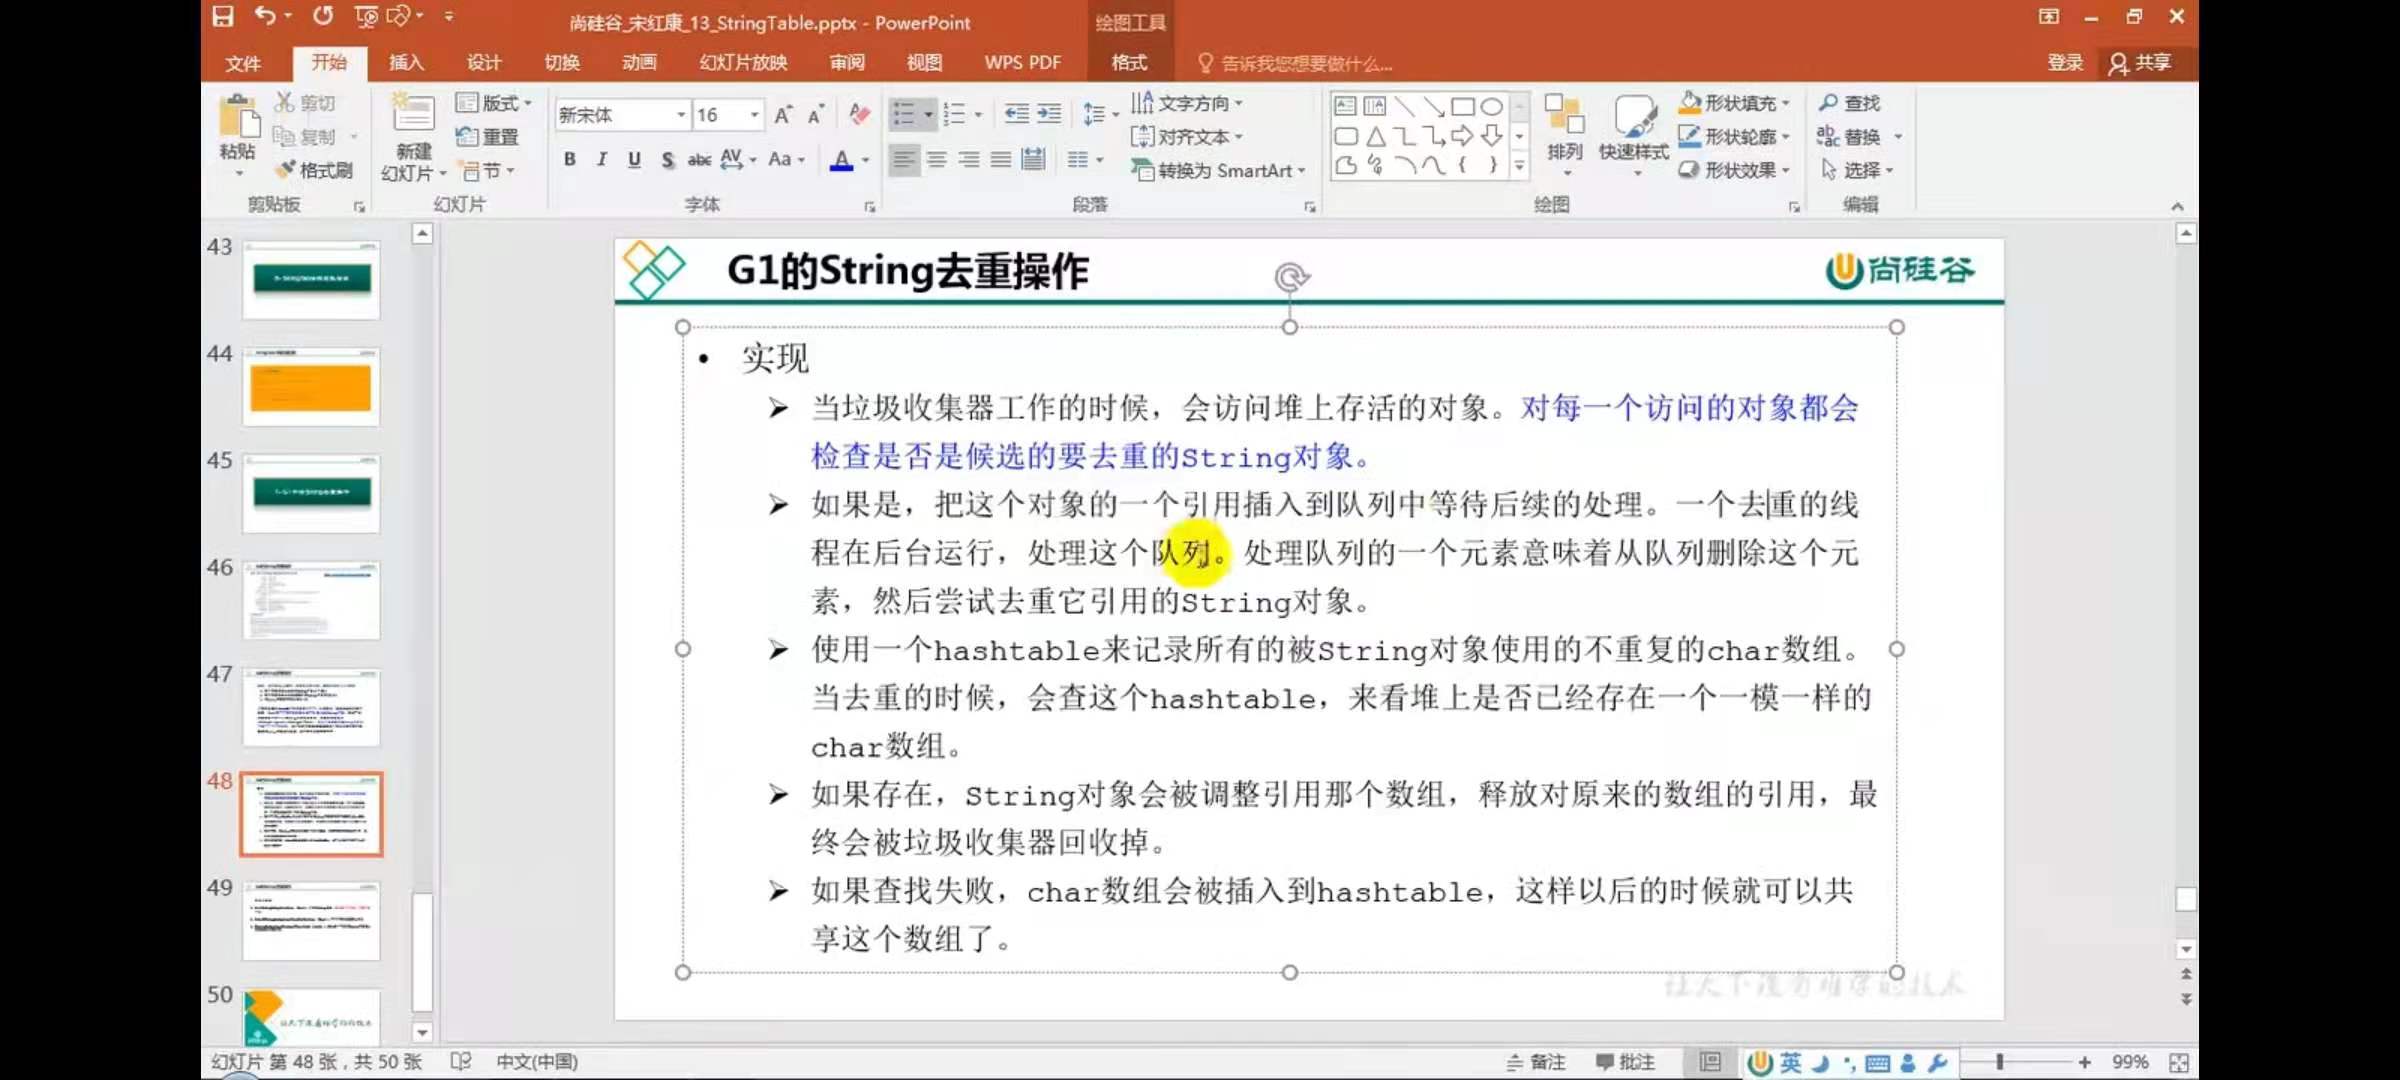 尚硅谷_宋红康_13_StringTable.pptx - PowerPoint
绘图工具
文件
开始
插入
设计
切换
动画
幻灯片放映
审阅
视图
WPS PDF
格式
告诉我您想要做什么...
登录
共享
粘贴
剪切
复制
格式刷
剪贴板
新建
幻灯片
版式
重置
节
幻灯片
新宋体
16
B I U S abc AV Aa A
字体
文字方向
对齐文本
转换为 SmartArt
段落
排列
快速样式
形状填充
形状轮廓
形状效果
绘图
查找
替换
选择
编辑
43
44
45
46
47
48
49
50
G1的String去重操作
尚硅谷
• 实现
➢ 当垃圾收集器工作的时候，会访问堆上存活的对象。对每一个访问的对象都会
检查是否是候选的要去重的String对象。
➢ 如果是，把这个对象的一个引用插入到队列中等待后续的处理。一个去重的线
程在后台运行，处理这个队列。处理队列的一个元素意味着从队列删除这个元
素，然后尝试去重它引用的String对象。
➢ 使用一个hashtable来记录所有的被String对象使用的不重复的char数组。
当去重的时候，会查这个hashtable，来看堆上是否已经存在一个一模一样的
char数组。
➢ 如果存在，String对象会被调整引用那个数组，释放对原来的数组的引用，最
终会被垃圾收集器回收掉。
➢ 如果查找失败，char数组会被插入到hashtable，这样以后的时候就可以共
享这个数组了。
幻灯片 第 48 张，共 50 张
中文(中国)
备注
批注
英
99%